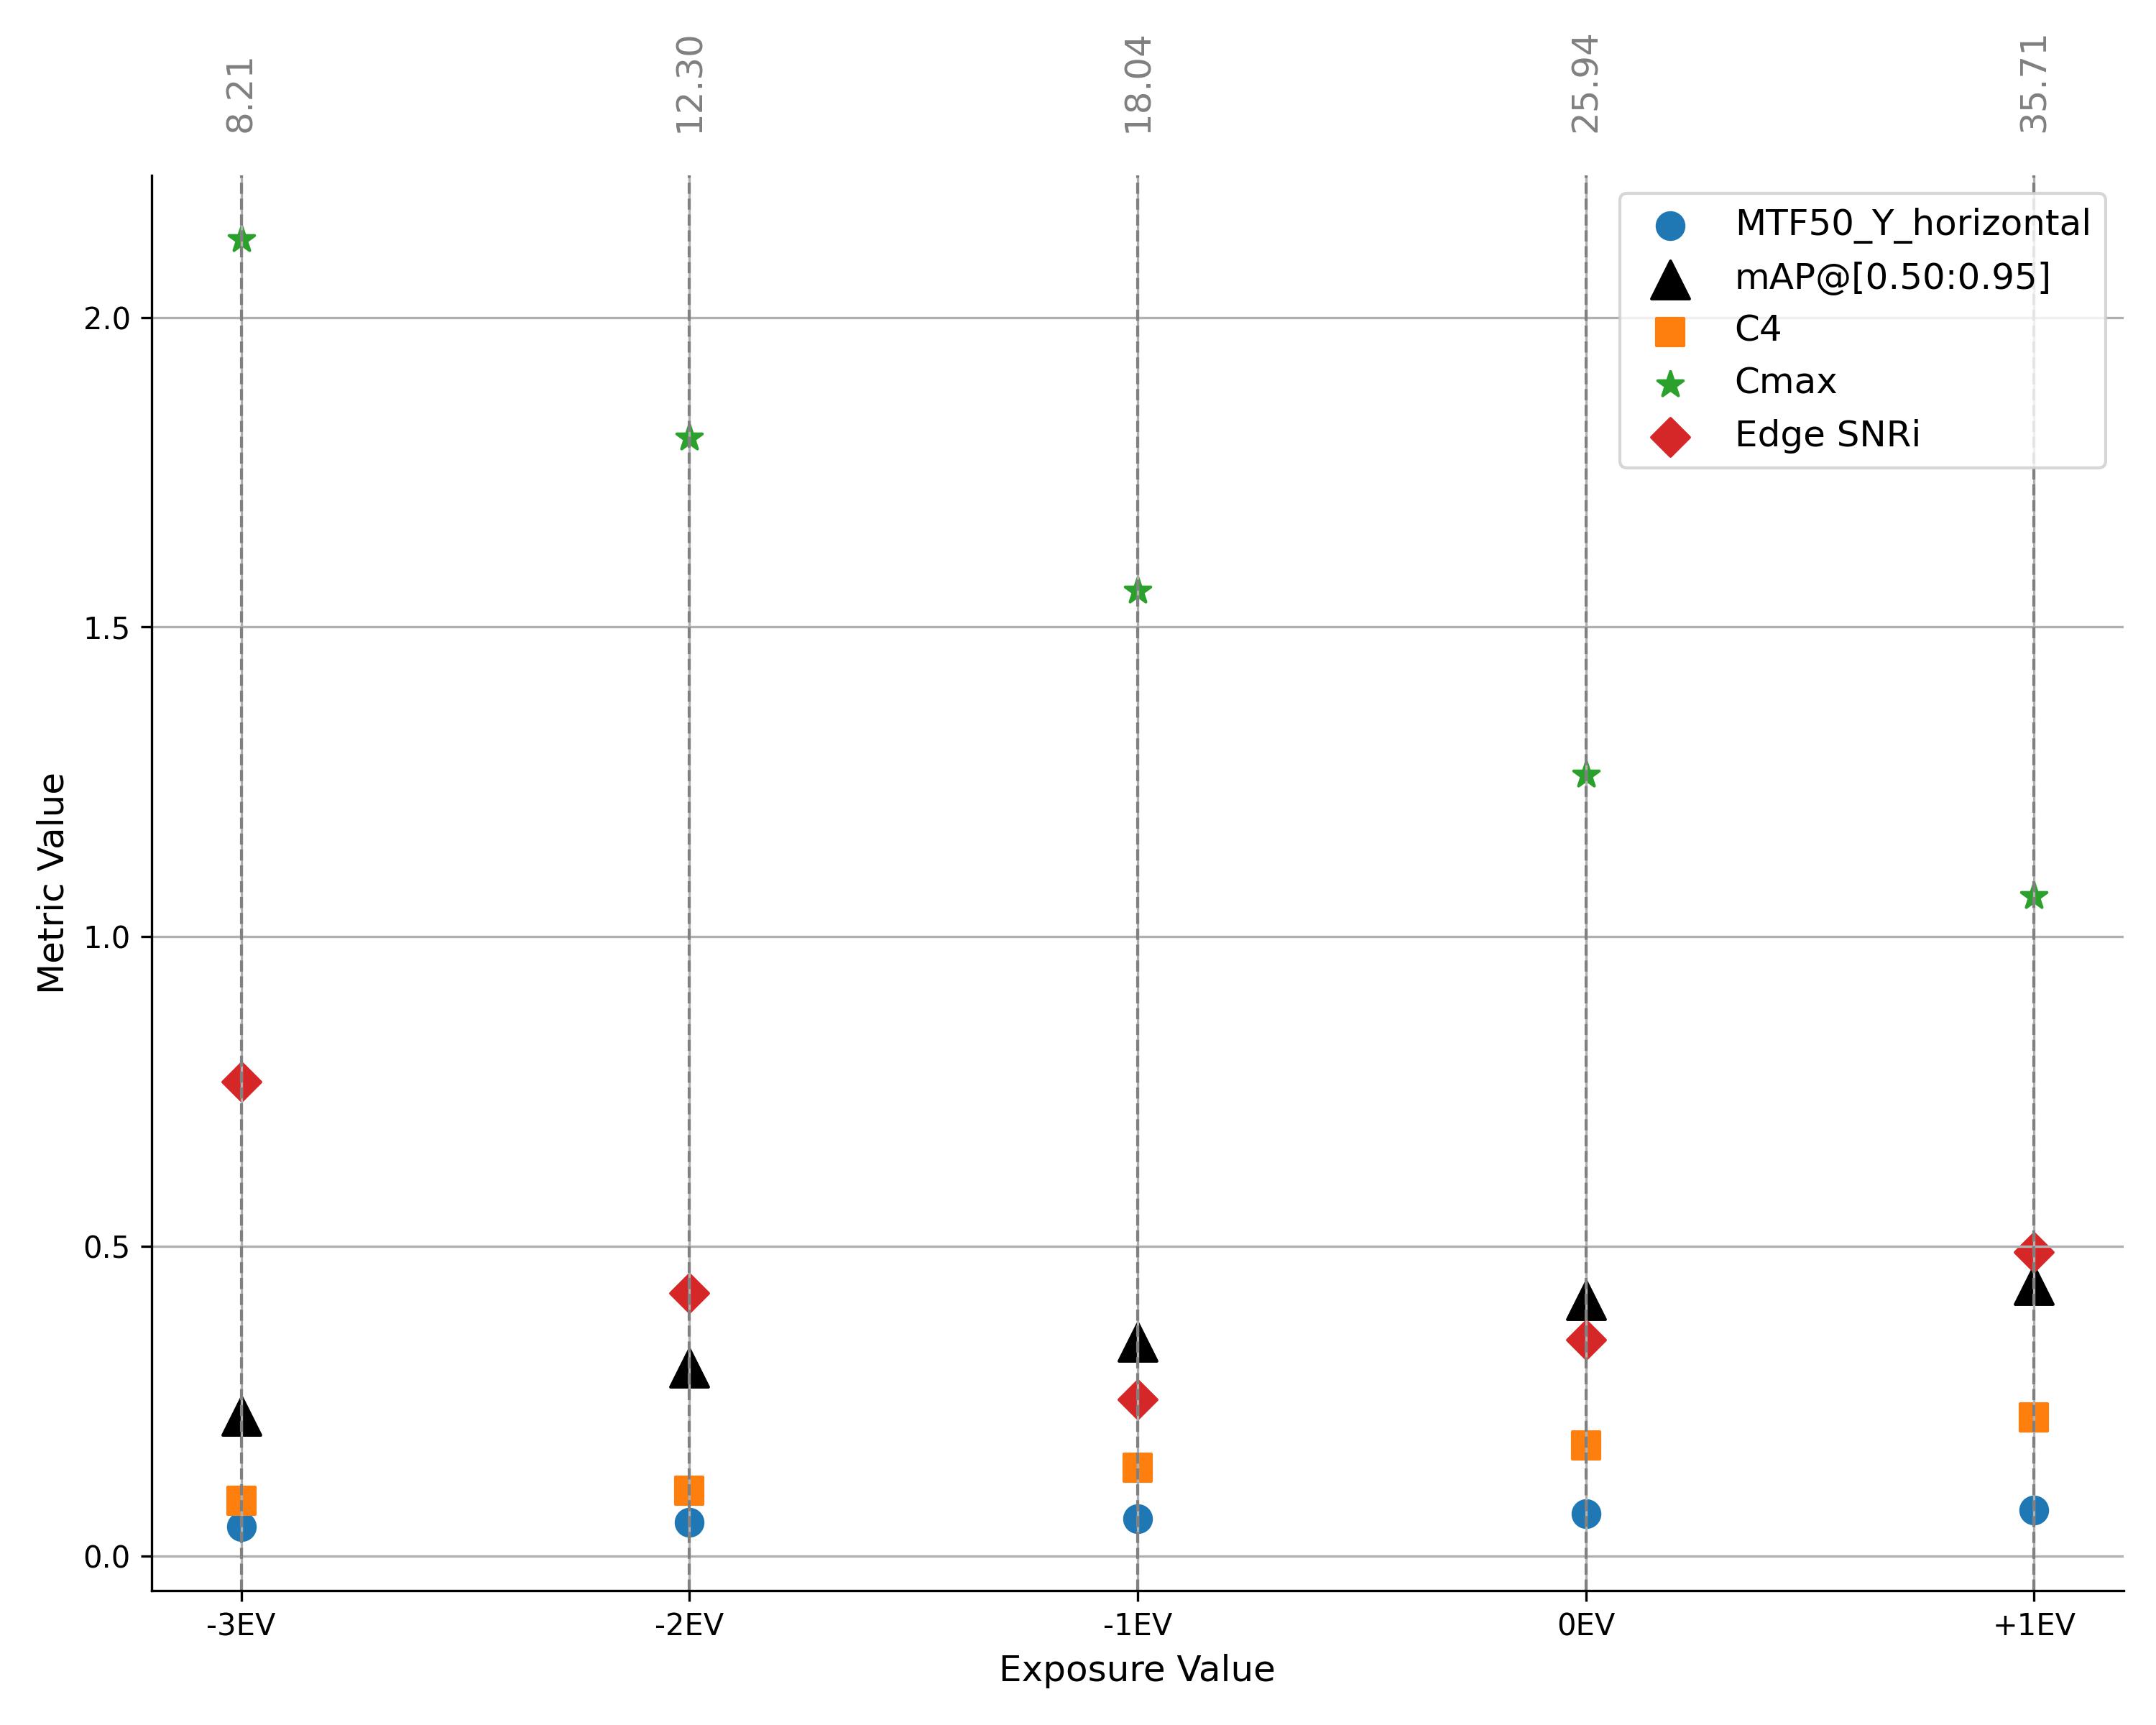 8.21
12.30
18.04
25.94
35.71
MTF50_Y_horizontal
mAP@[0.50:0.95]
C4
Cmax
Edge SNRi
2.0
1.5
1.0
0.5
0.0
Metric Value
-3EV
-2EV
-1EV
0EV
+1EV
Exposure Value